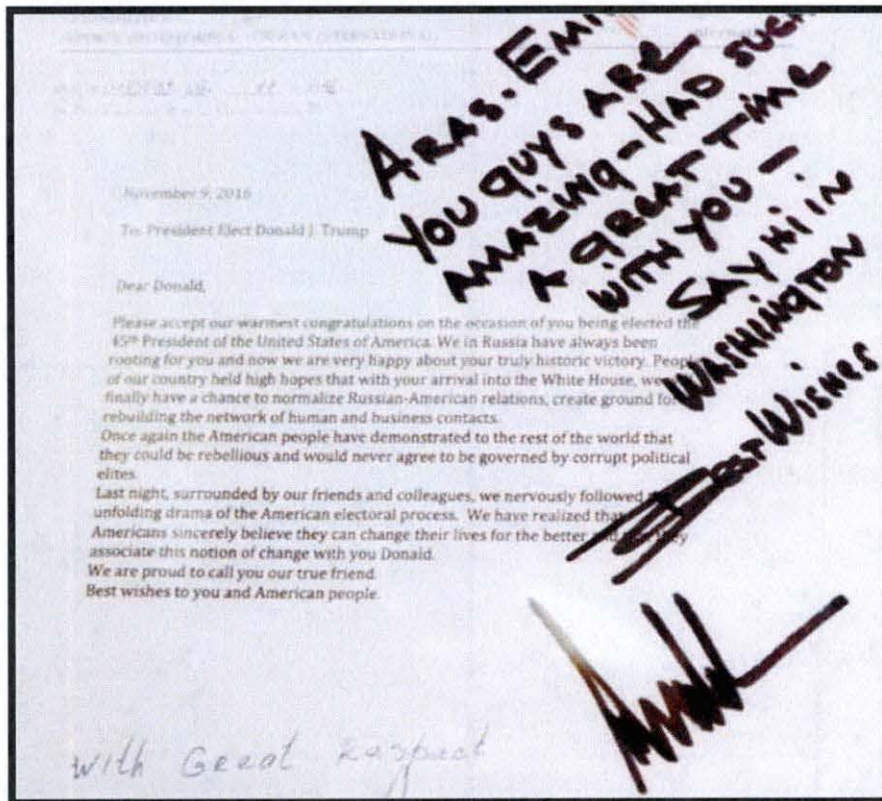 November 9, 2016
To: President Elect Donald J. Trump
Dear Donald,
Please accept our warmest congratulations on the occasion of you being elected the
45th President of the United States of America. We in Russia have always been
rooting for you and now we are very happy about your truly historic victory. People
of our country held high hopes that with your arrival into the White House, we
finally have a chance to normalize Russian-American relations, create ground for
rebuilding the network of human and business contacts.
Once again the American people have demonstrated to the rest of the world that
they could be rebellious and would never agree to be governed by corrupt political
elites.
Last night, surrounded by our friends and colleagues, we nervously followed
unfolding drama of the American electoral process. We have realized that
Americans sincerely believe they can change their lives for the better and they
associate this notion of change with you Donald.
We are proud to call you our true friend.
Best wishes to you and American people.
With Great Respect
ARAS - EMI
YOU GUYS ARE
AMAZING - HAD SUCH
A GREAT TIME
WITH YOU -
SAY HI IN
WASHINGTON
BEST WISHES